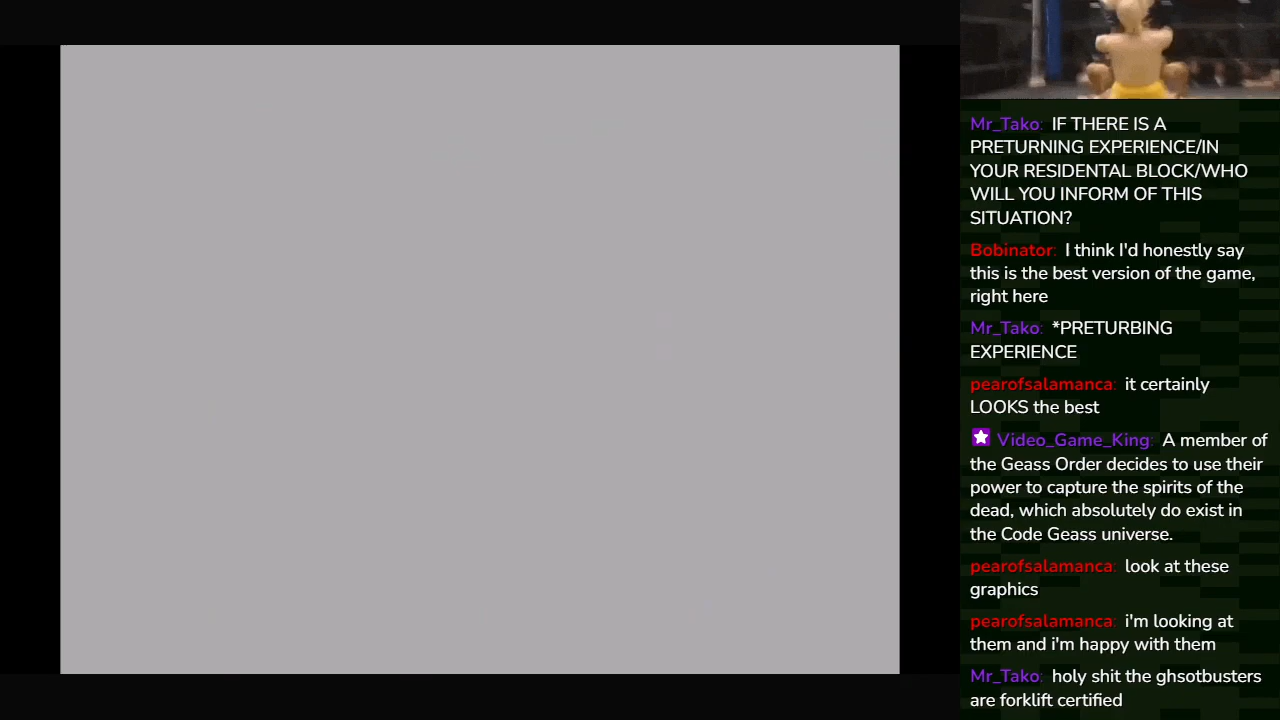 Mr_Tako: IF THERE IS A
PRETURNING EXPERIENCE/IN
YOUR RESIDENTAL BLOCK/WHO
WILL YOU INFORM OF THIS
SITUATION?
Bobinator: I think I'd honestly say
this is the best version of the game,
right here
Mr_Tako: *PRETURBING
EXPERIENCE
pearofsalamanca: it certainly
LOOKS the best
Video_Game_King: A member of
the Geass Order decides to use their
power to capture the spirits of the
dead, which absolutely do exist in
the Code Geass universe.
pearofsalamanca: look at these
graphics
pearofsalamanca: i'm looking at
them and i'm happy with them
Mr_Tako: holy shit the ghsotbusters
are forklift certified